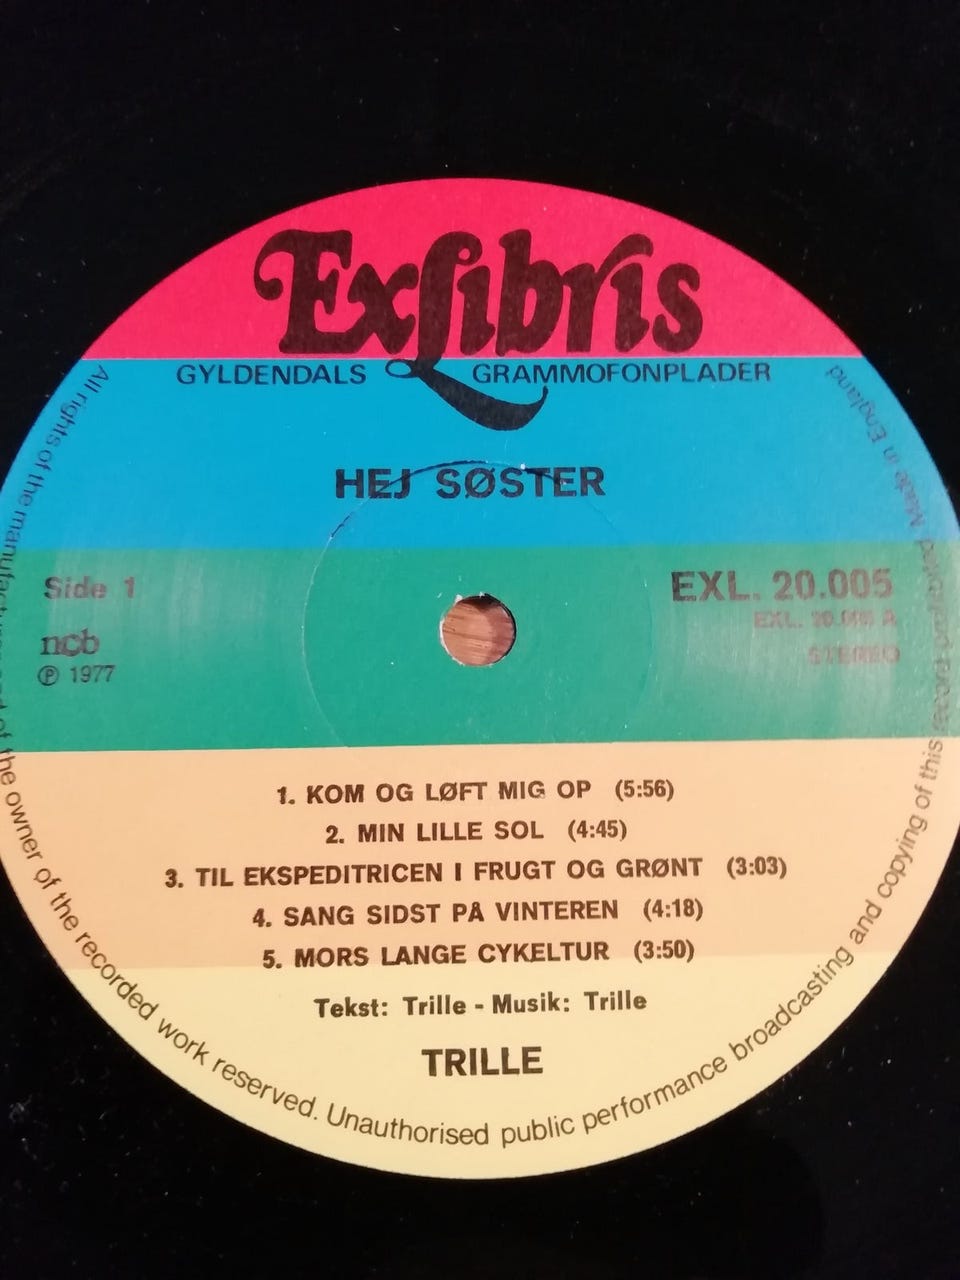 Exlibris
GYLDENDALS GRAMMOFONPLADER
HEJ SØSTER
Side 1
ncb
Ⓟ 1977
EXL. 20.005
EXL. 20.005 A
STEREO
1. KOM OG LØFT MIG OP (5:56)
2. MIN LILLE SOL (4:45)
3. TIL EKSPEDITRICEN I FRUGT OG GRØNT (3:03)
4. SANG SIDST PÅ VINTEREN (4:18)
5. MORS LANGE CYKELTUR (3:50)
Tekst: Trille - Musik: Trille
TRILLE
All rights of the manufacturer and of the owner of the recorded work reserved. Unauthorised public performance broadcasting and copying of this record prohibited Made in England